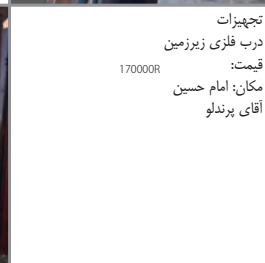 تجهیزات
درب فلزی زیرزمین
قیمت:
170000R
مکان: امام حسین
آقای پرندلو